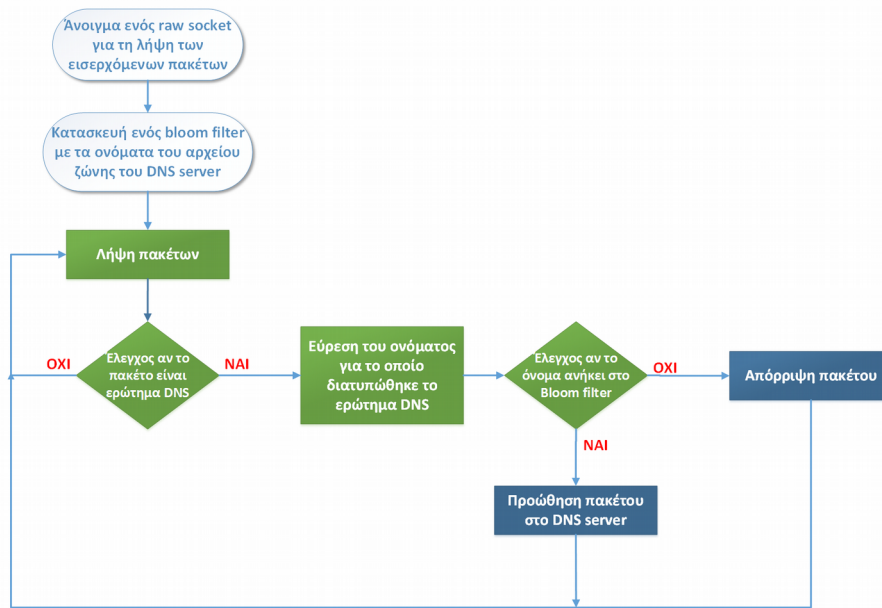 Άνοιγμα ενός raw socket
για τη λήψη των
εισερχόμενων πακέτων
Κατασκευή ενός bloom filter
με τα ονόματα του αρχείου
ζώνης του DNS server
Λήψη πακέτων
Έλεγχος αν το
πακέτο είναι
ερώτημα DNS
ΟΧΙ
ΝΑΙ
Εύρεση του ονόματος
για το οποίο
διατυπώθηκε το
ερώτημα DNS
Έλεγχος αν το
όνομα ανήκει στο
Bloom filter
ΟΧΙ
Απόρριψη πακέτου
ΝΑΙ
Προώθηση πακέτου
στο DNS server